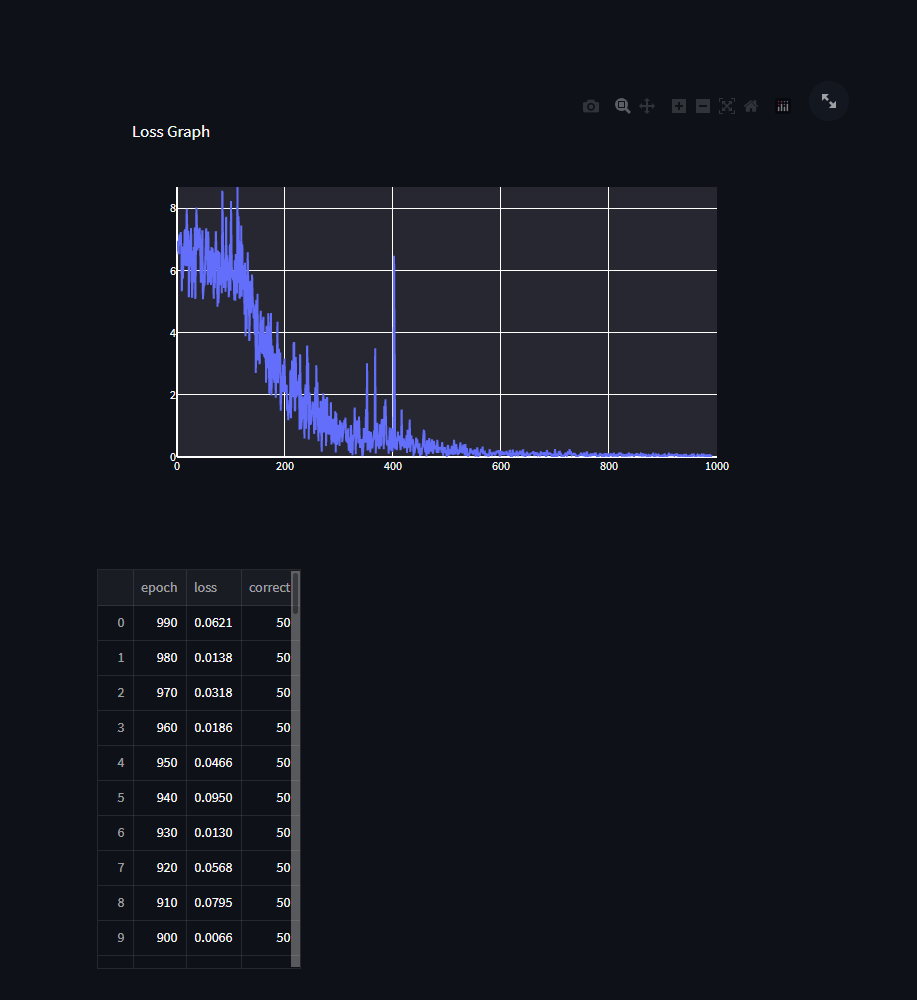 Loss Graph
8
6
4
2
0
0 200 400 600 800 1000
epoch loss correct
0 990 0.0621 50
1 980 0.0138 50
2 970 0.0318 50
3 960 0.0186 50
4 950 0.0466 50
5 940 0.0950 50
6 930 0.0130 50
7 920 0.0568 50
8 910 0.0795 50
9 900 0.0066 50